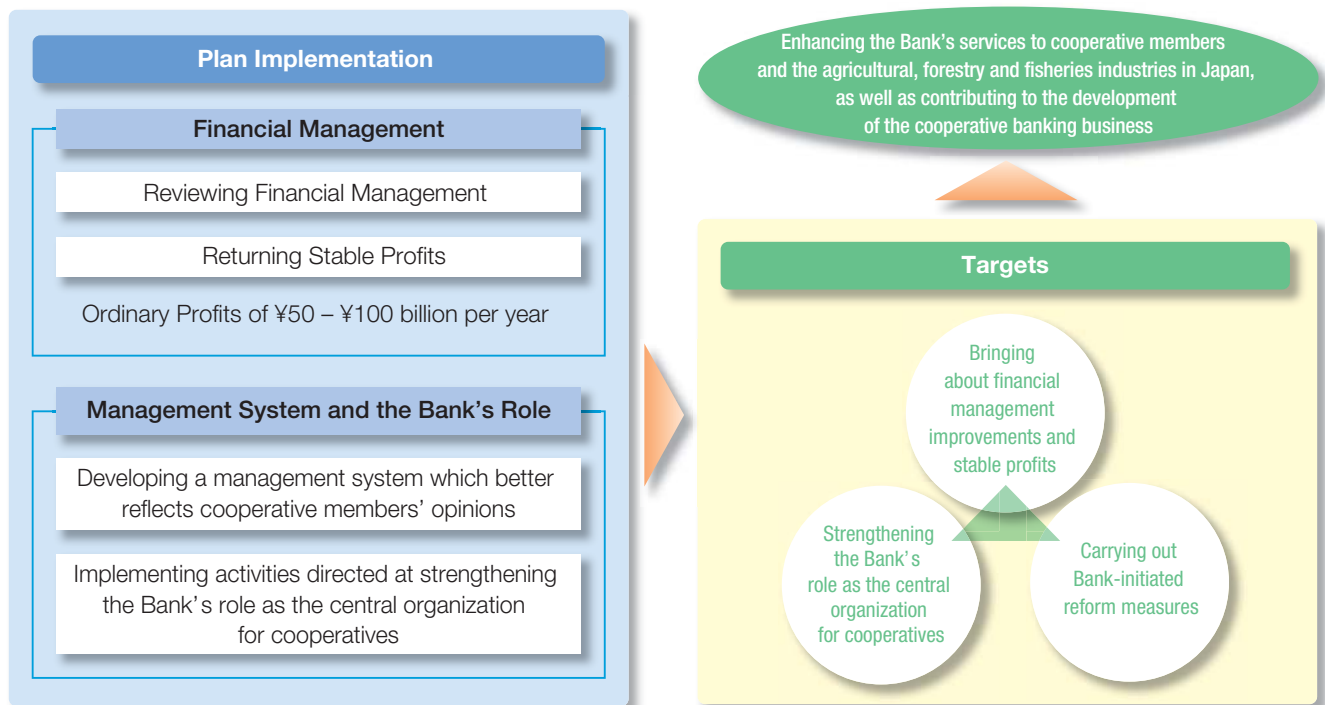 Plan Implementation
Financial Management
Reviewing Financial Management
Returning Stable Profits
Ordinary Profits of ¥50 – ¥100 billion per year
Management System and the Bank’s Role
Developing a management system which better
reflects cooperative members’ opinions
Implementing activities directed at strengthening
the Bank’s role as the central organization
for cooperatives
Enhancing the Bank’s services to cooperative members
and the agricultural, forestry and fisheries industries in Japan,
as well as contributing to the development
of the cooperative banking business
Targets
Bringing
about financial
management
improvements and
stable profits
Strengthening
the Bank’s
role as the central
organization
for cooperatives
Carrying out
Bank-initiated
reform measures